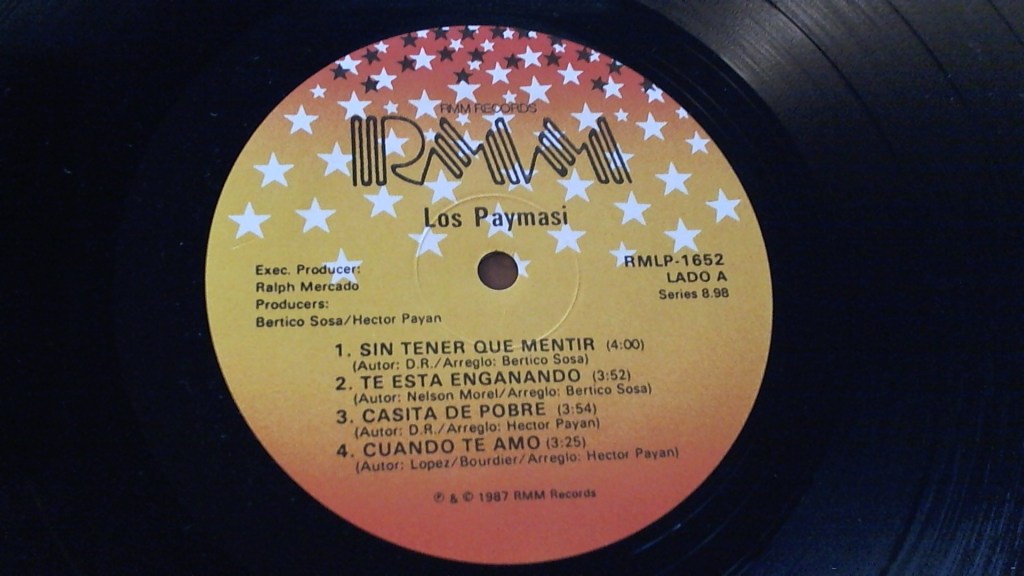 RMM RECORDS
RMM
Los Paymasi
Exec. Producer:
Ralph Mercado
Producers:
Bertico Sosa/Hector Payan
RMLP-1652
LADO A
Series 8.98
1. SIN TENER QUE MENTIR (4:00)
(Autor: D.R./Arreglo: Bertico Sosa)
2. TE ESTA ENGANANDO (3:52)
(Autor: Nelson Morel/Arreglo: Bertico Sosa)
3. CASITA DE POBRE (3:54)
(Autor: D.R./Arreglo: Hector Payan)
4. CUANDO TE AMO (3:25)
(Autor: Lopez/Bourdier/Arreglo: Hector Payan)
℗ & © 1987 RMM Records